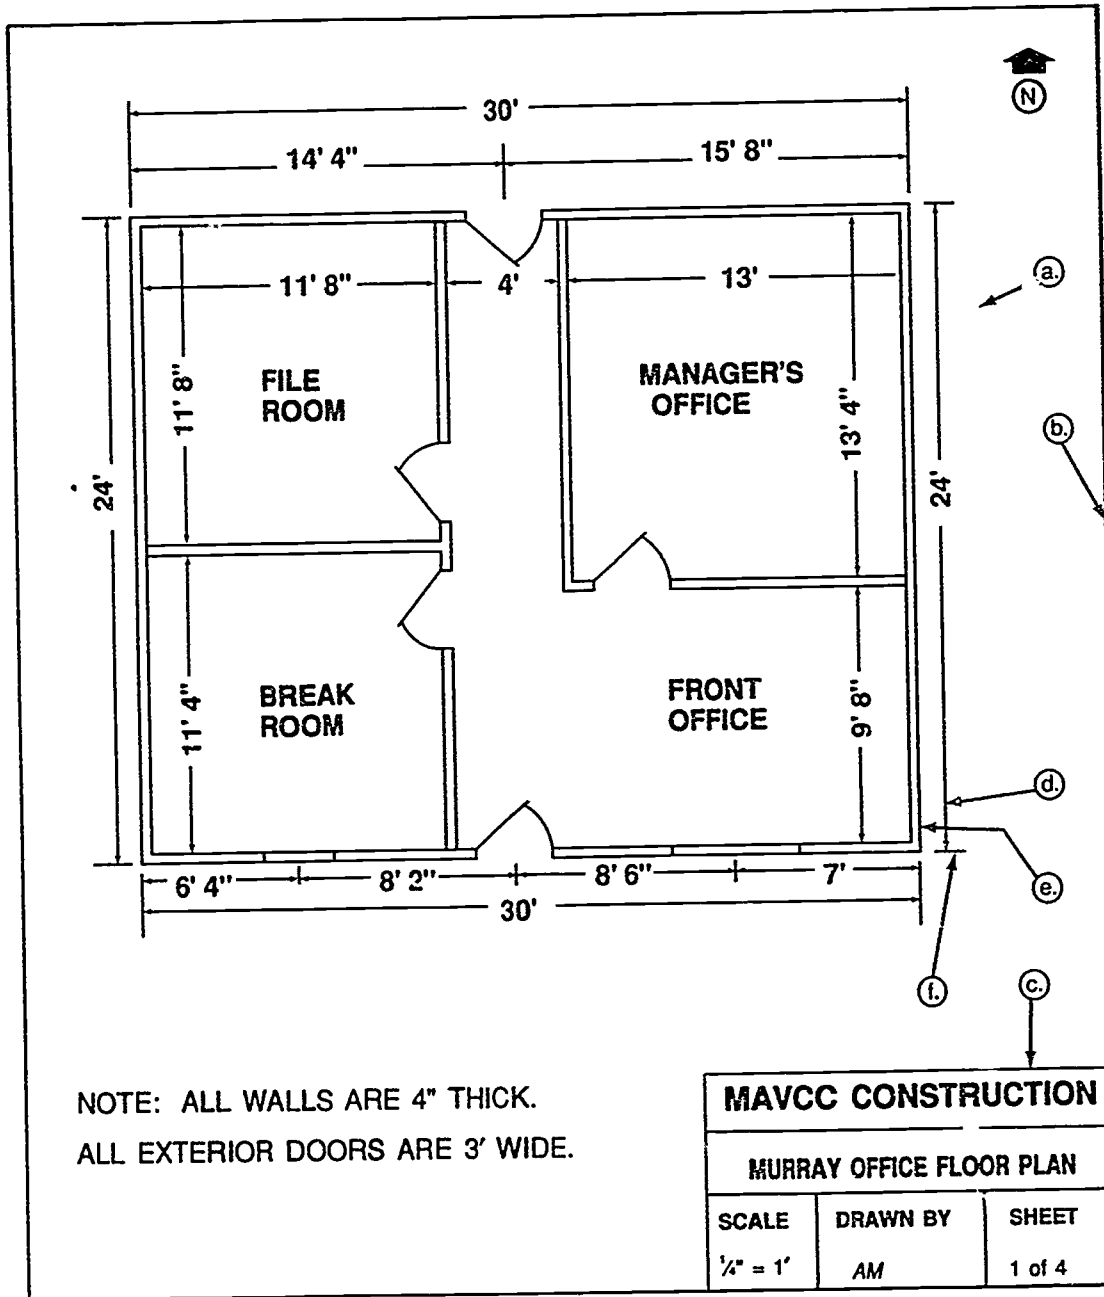 N
30'
14' 4"
15' 8"
a.
11' 8"
4'
13'
FILE
ROOM
MANAGER'S
OFFICE
11' 8"
13' 4"
b.
24'
24'
BREAK
ROOM
FRONT
OFFICE
11' 4"
9' 8"
d.
6' 4"
8' 2"
8' 6"
7'
e.
30'
f.
c.
NOTE: ALL WALLS ARE 4" THICK.
ALL EXTERIOR DOORS ARE 3' WIDE.
MAVCC CONSTRUCTION
MURRAY OFFICE FLOOR PLAN
SCALE
DRAWN BY
SHEET
1/4" = 1'
AM
1 of 4